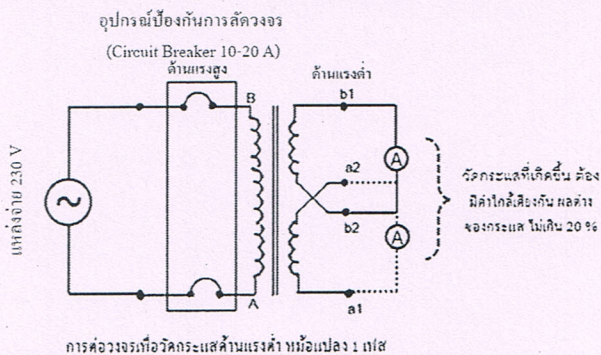 อุปกรณ์ป้องกันการลัดวงจร
(Circuit Breaker 10-20 A)
ด้านแรงสูง
ด้านแรงต่ำ
B
b1
A
a2
b2
A
A
a1
แหล่งจ่าย 230 V
วัดกระแสที่เกิดขึ้น ต้อง
มีค่าใกล้เคียงกัน ผลต่าง
ของกระแส ไม่เกิน 20 %
การต่อวงจรเพื่อวัดกระแสด้านแรงต่ำ หม้อแปลง 1 เฟส